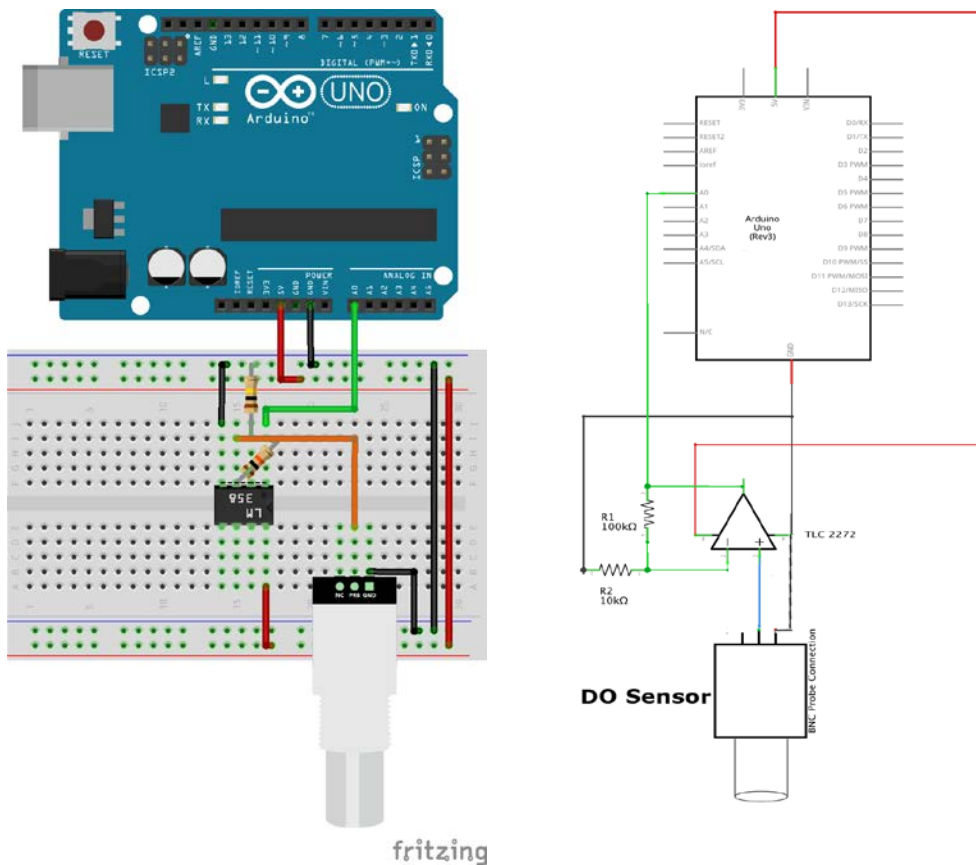 RESET
ICSP2
AREF
GND
13
12
~11
~10
~9
8
7
~6
~5
4
~3
2
TX0▶1
RX0◀0
DIGITAL (PWM=~)
L
TX
RX
UNO
Arduino™
ON
ICSP
1
IOREF
RESET
3V3
5V
GND
GND
VIN
POWER
ANALOG IN
A0
A1
A2
A3
A4
A5
LM
358
NC PRB GND
fritzing
3V3
5V
VIN
RESET
RESET2
AREF
ioref
A0
A1
A2
A3
A4/SDA
A5/SCL
N/C
Arduino
Uno
(Rev3)
D0/RX
D1/TX
D2
D3 PWM
D4
D5 PWM
D6 PWM
D7
D8
D9 PWM
D10 PWM/SS
D11 PWM/MOSI
D12/MISO
D13/SCK
GND
R1
100kΩ
R2
10kΩ
TLC 2272
DO Sensor
BNC Probe Connection